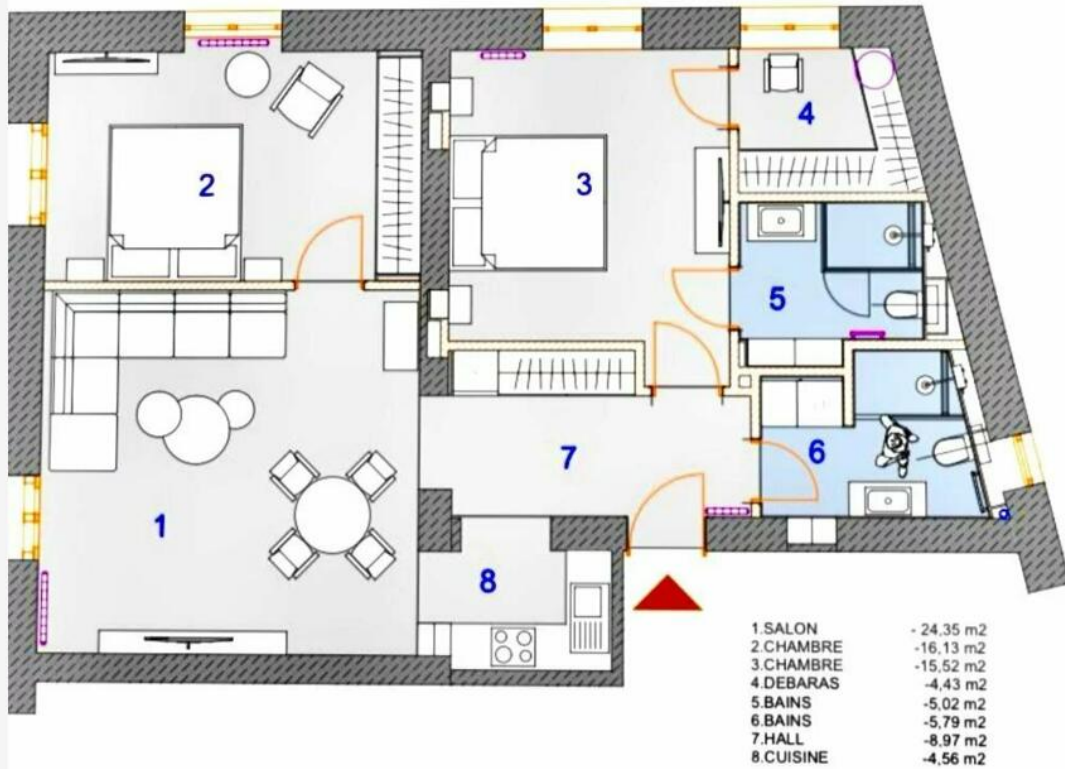 4
2
3
5
6
7
1
8
1.SALON - 24,35 m2
2.CHAMBRE -16,13 m2
3.CHAMBRE -15,52 m2
4.DEBARAS -4,43 m2
5.BAINS -5,02 m2
6.BAINS -5,79 m2
7.HALL -8,97 m2
8.CUISINE -4,56 m2